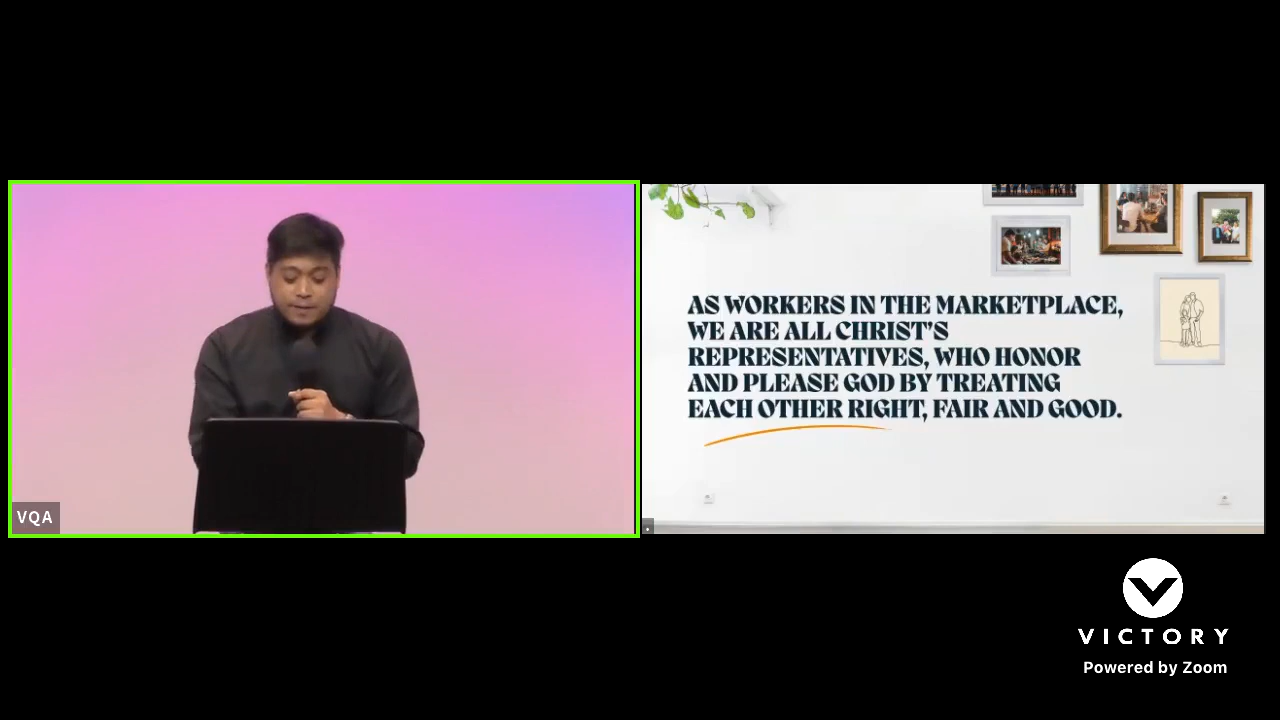 VQA
AS WORKERS IN THE MARKETPLACE,
WE ARE ALL CHRIST'S
REPRESENTATIVES, WHO HONOR
AND PLEASE GOD BY TREATING
EACH OTHER RIGHT, FAIR AND GOOD.
VICTORY
Powered by Zoom